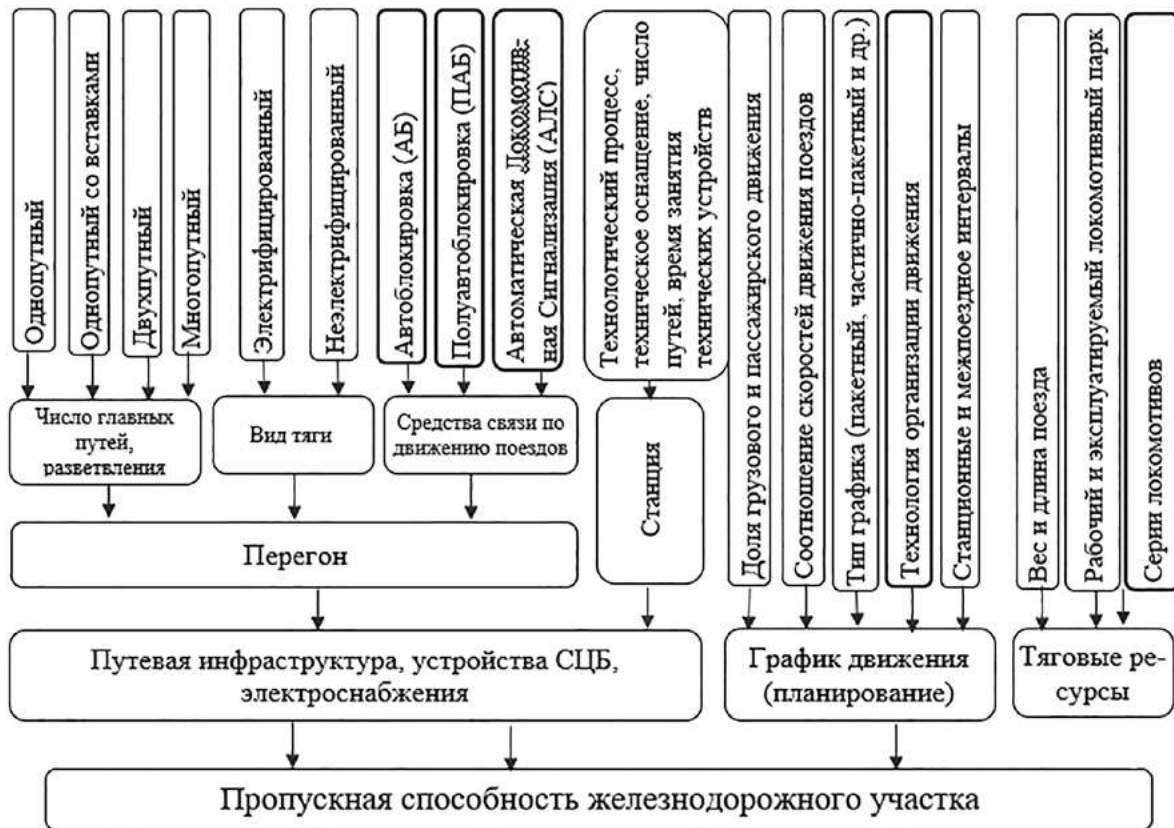 Однопутный
Однопутный со вставками
Двухпутный
Многопутный
Электрифицированный
Неэлектрифицированный
Автоблокировка (АБ)
Полуавтоблокировка (ПАБ)
Автоматическая Локомотив-
ная Сигнализация (АЛС)
Технологический процесс,
техническое оснащение, число
путей, время занятия
технических устройств
Доля грузового и пассажирского движения
Соотношение скоростей движения поездов
Тип графика (пакетный, частично-пакетный и др.)
Технология организации движения
Станционные и межпоездное интервалы
Вес и длина поезда
Рабочий и эксплуатируемый локомотивный парк
Серии локомотивов
Число главных
путей,
разветвления
Вид тяги
Средства связи по
движению поездов
Станция
Перегон
Путевая инфраструктура, устройства СЦБ,
электроснабжения
График движения
(планирование)
Тяговые ре-
сурсы
Пропускная способность железнодорожного участка